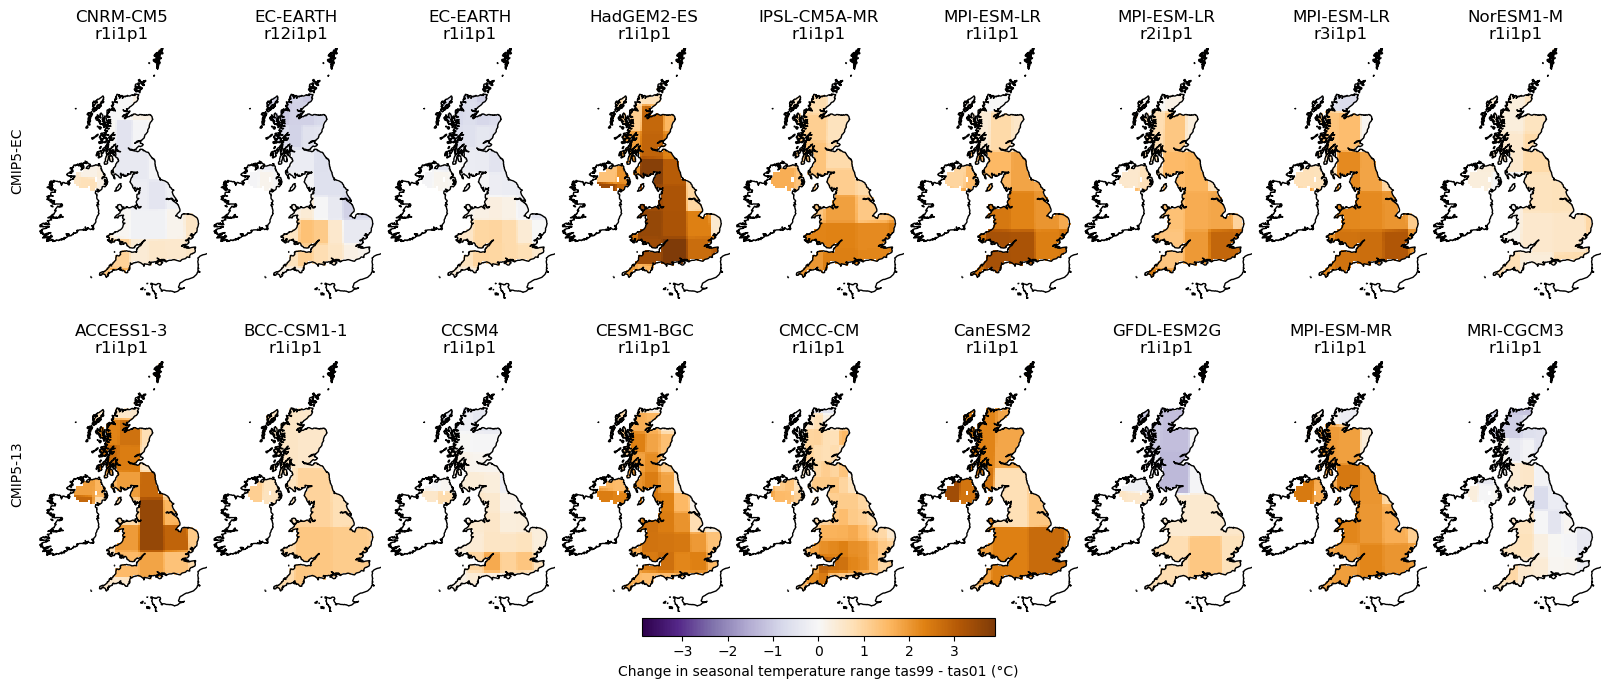 CNRM-CM5
r1i1p1
EC-EARTH
r12i1p1
EC-EARTH
r1i1p1
HadGEM2-ES
r1i1p1
IPSL-CM5A-MR
r1i1p1
MPI-ESM-LR
r1i1p1
MPI-ESM-LR
r2i1p1
MPI-ESM-LR
r3i1p1
NorESM1-M
r1i1p1
CMIP5-EC
ACCESS1-3
r1i1p1
BCC-CSM1-1
r1i1p1
CCSM4
r1i1p1
CESM1-BGC
r1i1p1
CMCC-CM
r1i1p1
CanESM2
r1i1p1
GFDL-ESM2G
r1i1p1
MPI-ESM-MR
r1i1p1
MRI-CGCM3
r1i1p1
CMIP5-13
−3 −2 −1 0 1 2 3
Change in seasonal temperature range tas99 - tas01 (°C)